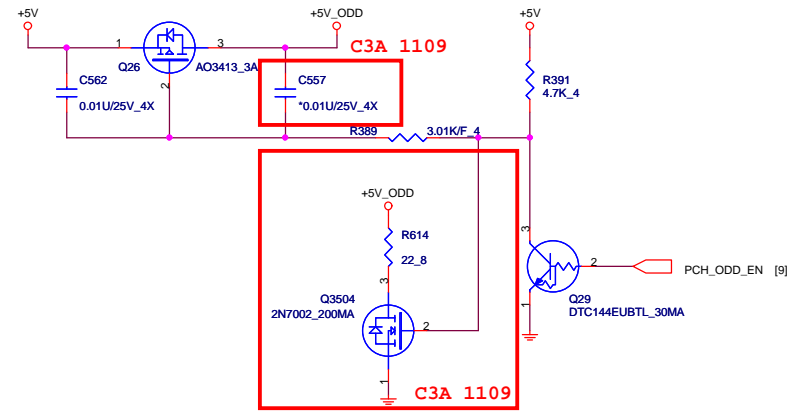 +5V
+5V_ODD
+5V
C3A 1109
1
3
Q26
AO3413_3A
2
C562
0.01U/25V_4X
C557
*0.01U/25V_4X
R391
4.7K_4
R389
3.01K/F_4
+5V_ODD
R614
22_8
3
Q3504
2N7002_200MA
2
1
3
2
PCH_ODD_EN [9]
Q29
DTC144EUBTL_30MA
1
C3A 1109